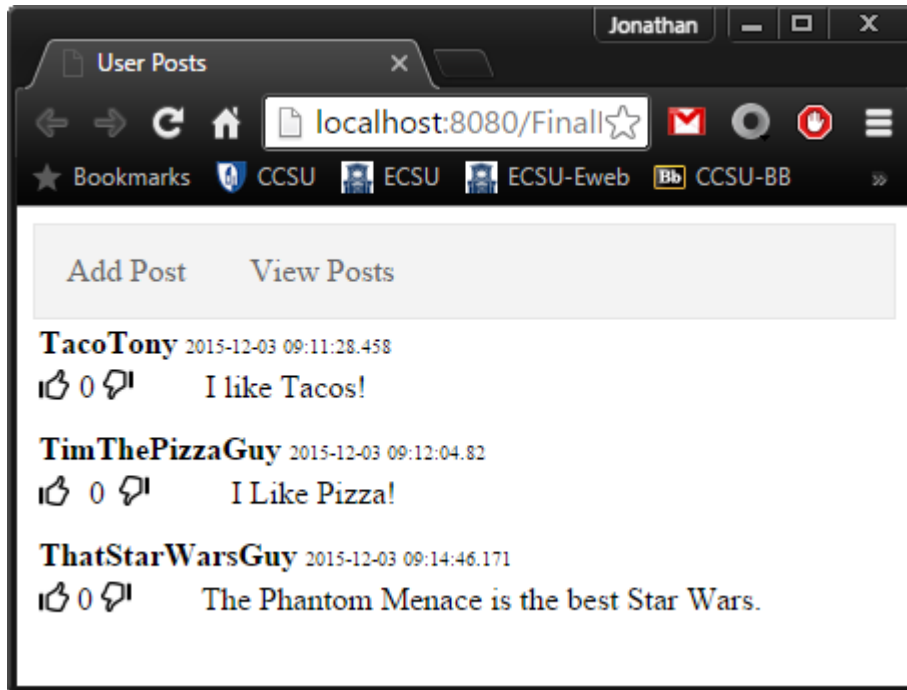 Jonathan
User Posts
localhost:8080/Finall
Bookmarks CCSU ECSU ECSU-Eweb Bb CCSU-BB »
Add Post View Posts
TacoTony 2015-12-03 09:11:28.458
0 I like Tacos!
TimThePizzaGuy 2015-12-03 09:12:04.82
0 I Like Pizza!
ThatStarWarsGuy 2015-12-03 09:14:46.171
0 The Phantom Menace is the best Star Wars.